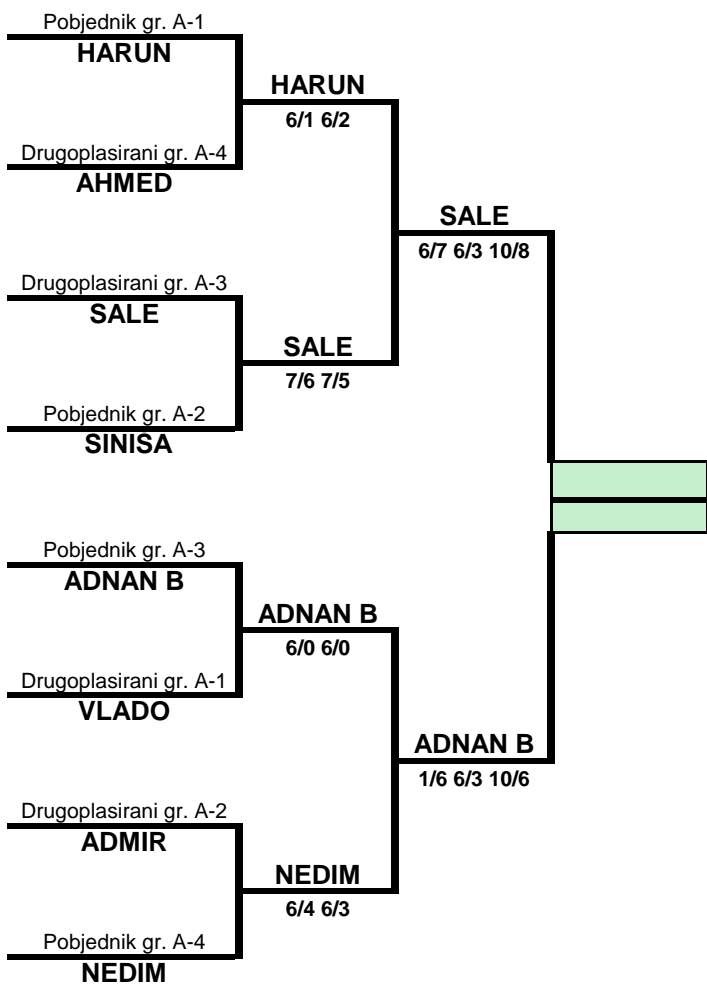 Pobjednik gr. A-1
HARUN
HARUN
6/1 6/2
Drugoplasirani gr. A-4
AHMED
SALE
6/7 6/3 10/8
Drugoplasirani gr. A-3
SALE
SALE
7/6 7/5
Pobjednik gr. A-2
SINIŠA
Pobjednik gr. A-3
ADNAN B
ADNAN B
6/0 6/0
Drugoplasirani gr. A-1
VLADO
ADNAN B
1/6 6/3 10/6
Drugoplasirani gr. A-2
ADMIR
NEDIM
6/4 6/3
Pobjednik gr. A-4
NEDIM